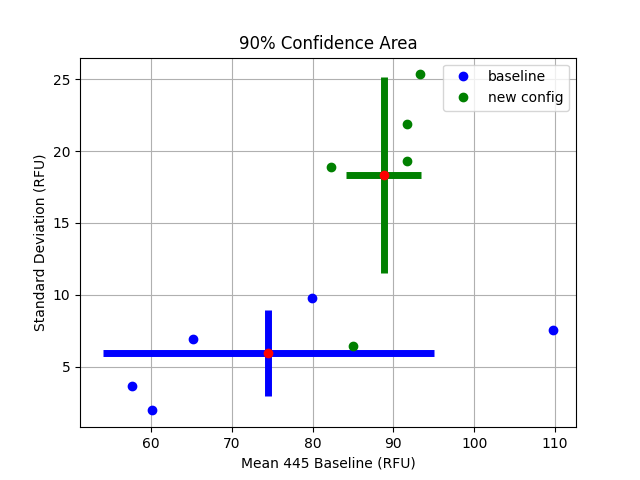 90% Confidence Area
baseline
new config
25
20
15
10
5
Standard Deviation (RFU)
60 70 80 90 100 110
Mean 445 Baseline (RFU)